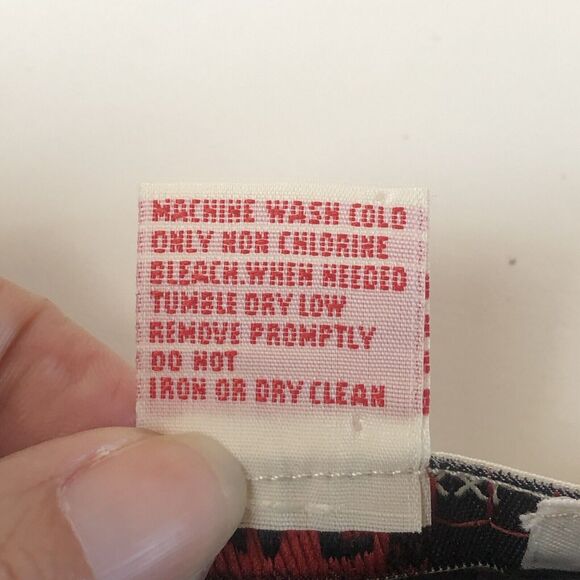 MACHINE WASH COLD
ONLY NON CHLORINE
BLEACH.WHEN NEEDED
TUMBLE DRY LOW
REMOVE PROMPTLY
DO NOT
IRON OR DRY CLEAN